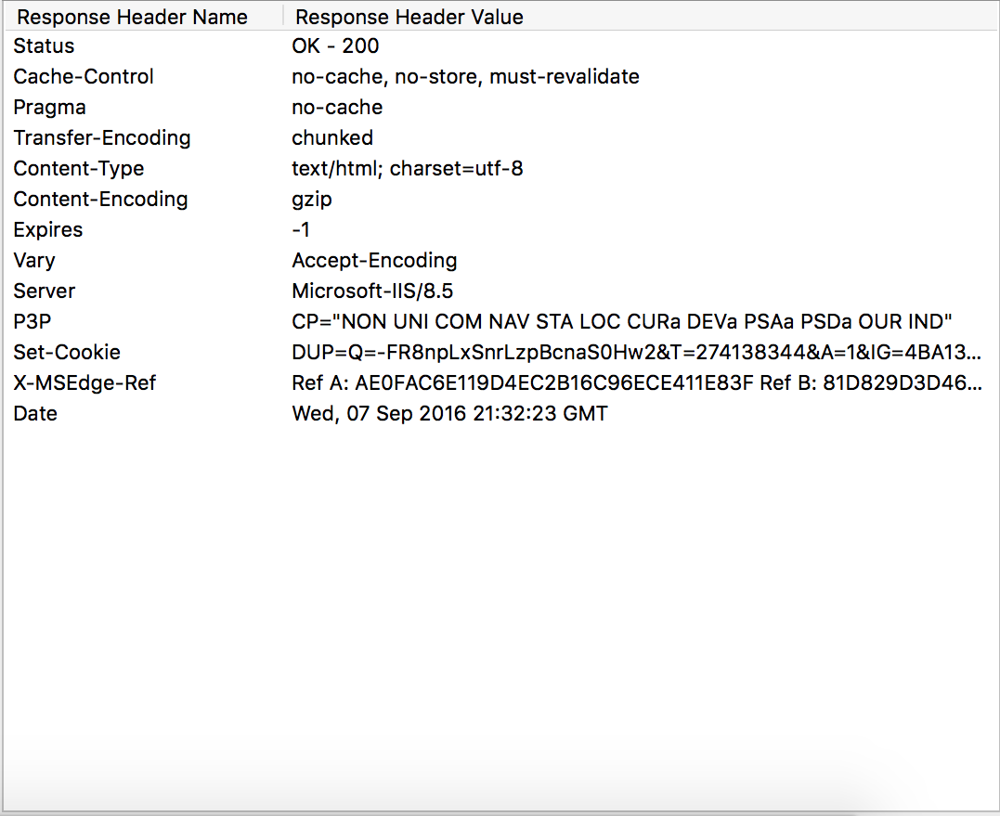 Response Header Name Response Header Value
Status OK - 200
Cache-Control no-cache, no-store, must-revalidate
Pragma no-cache
Transfer-Encoding chunked
Content-Type text/html; charset=utf-8
Content-Encoding gzip
Expires -1
Vary Accept-Encoding
Server Microsoft-IIS/8.5
P3P CP="NON UNI COM NAV STA LOC CURa DEVa PSAa PSDa OUR IND"
Set-Cookie DUP=Q=-FR8npLxSnrLzpBcnaS0Hw2&T=274138344&A=1&IG=4BA13...
X-MSEdge-Ref Ref A: AE0FAC6E119D4EC2B16C96ECE411E83F Ref B: 81D829D3D46...
Date Wed, 07 Sep 2016 21:32:23 GMT